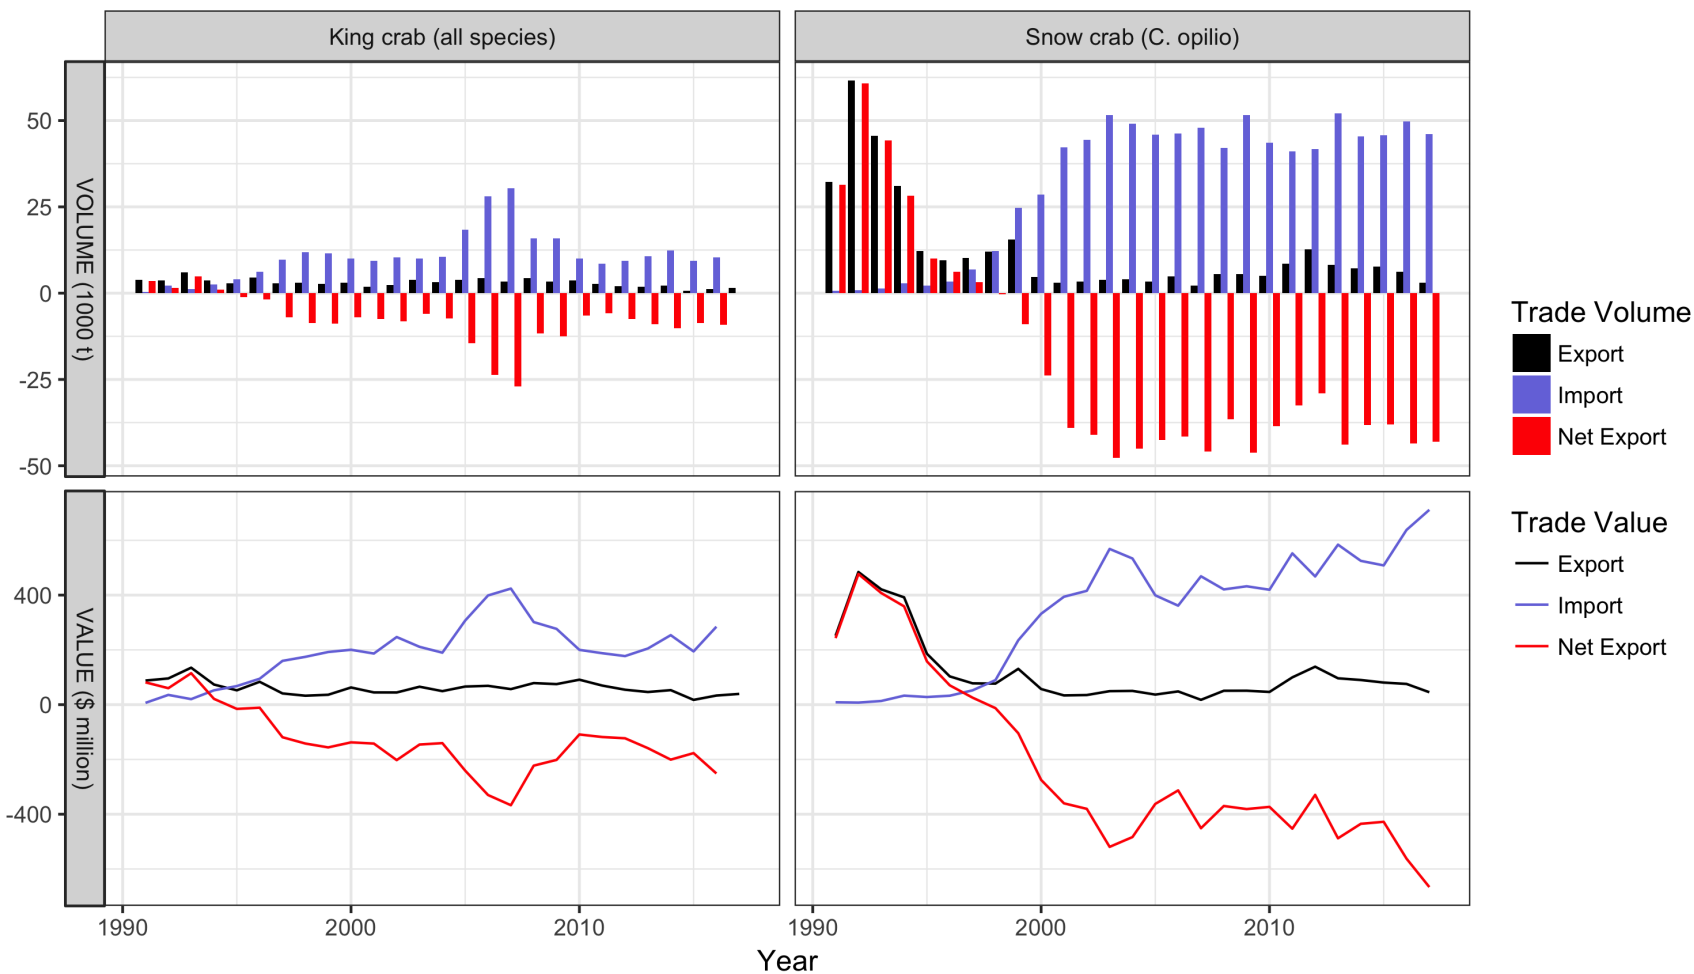 King crab (all species)
Snow crab (C. opilio)
VOLUME (1000 t)
50
25
0
-25
-50
VALUE ($ million)
400
0
-400
1990
2000
2010
1990
2000
2010
Year
Trade Volume
Export
Import
Net Export
Trade Value
Export
Import
Net Export